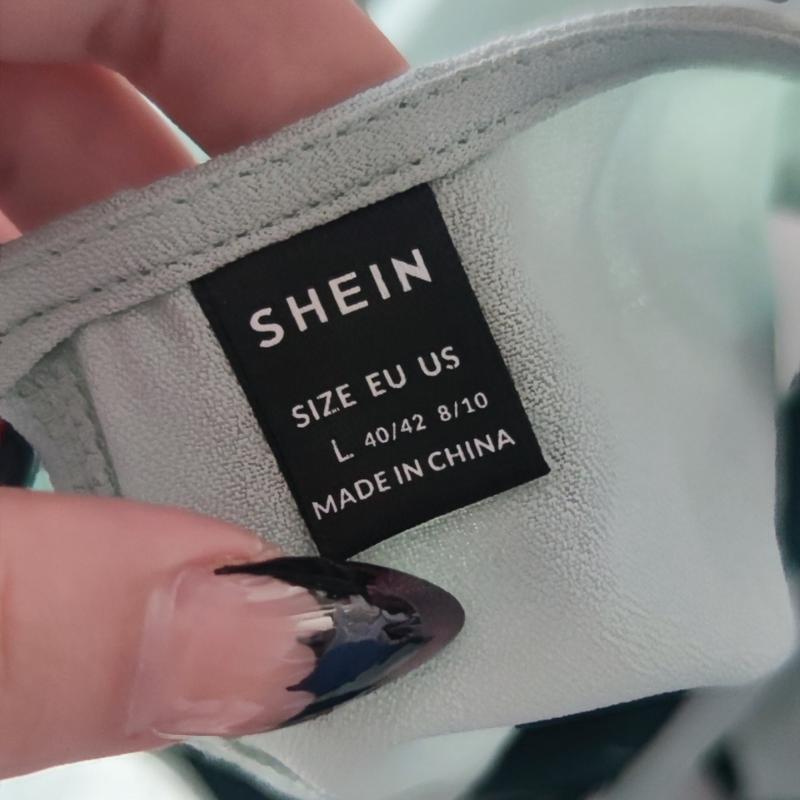 SHEIN
SIZE EU US
L 40/42 8/10
MADE IN CHINA